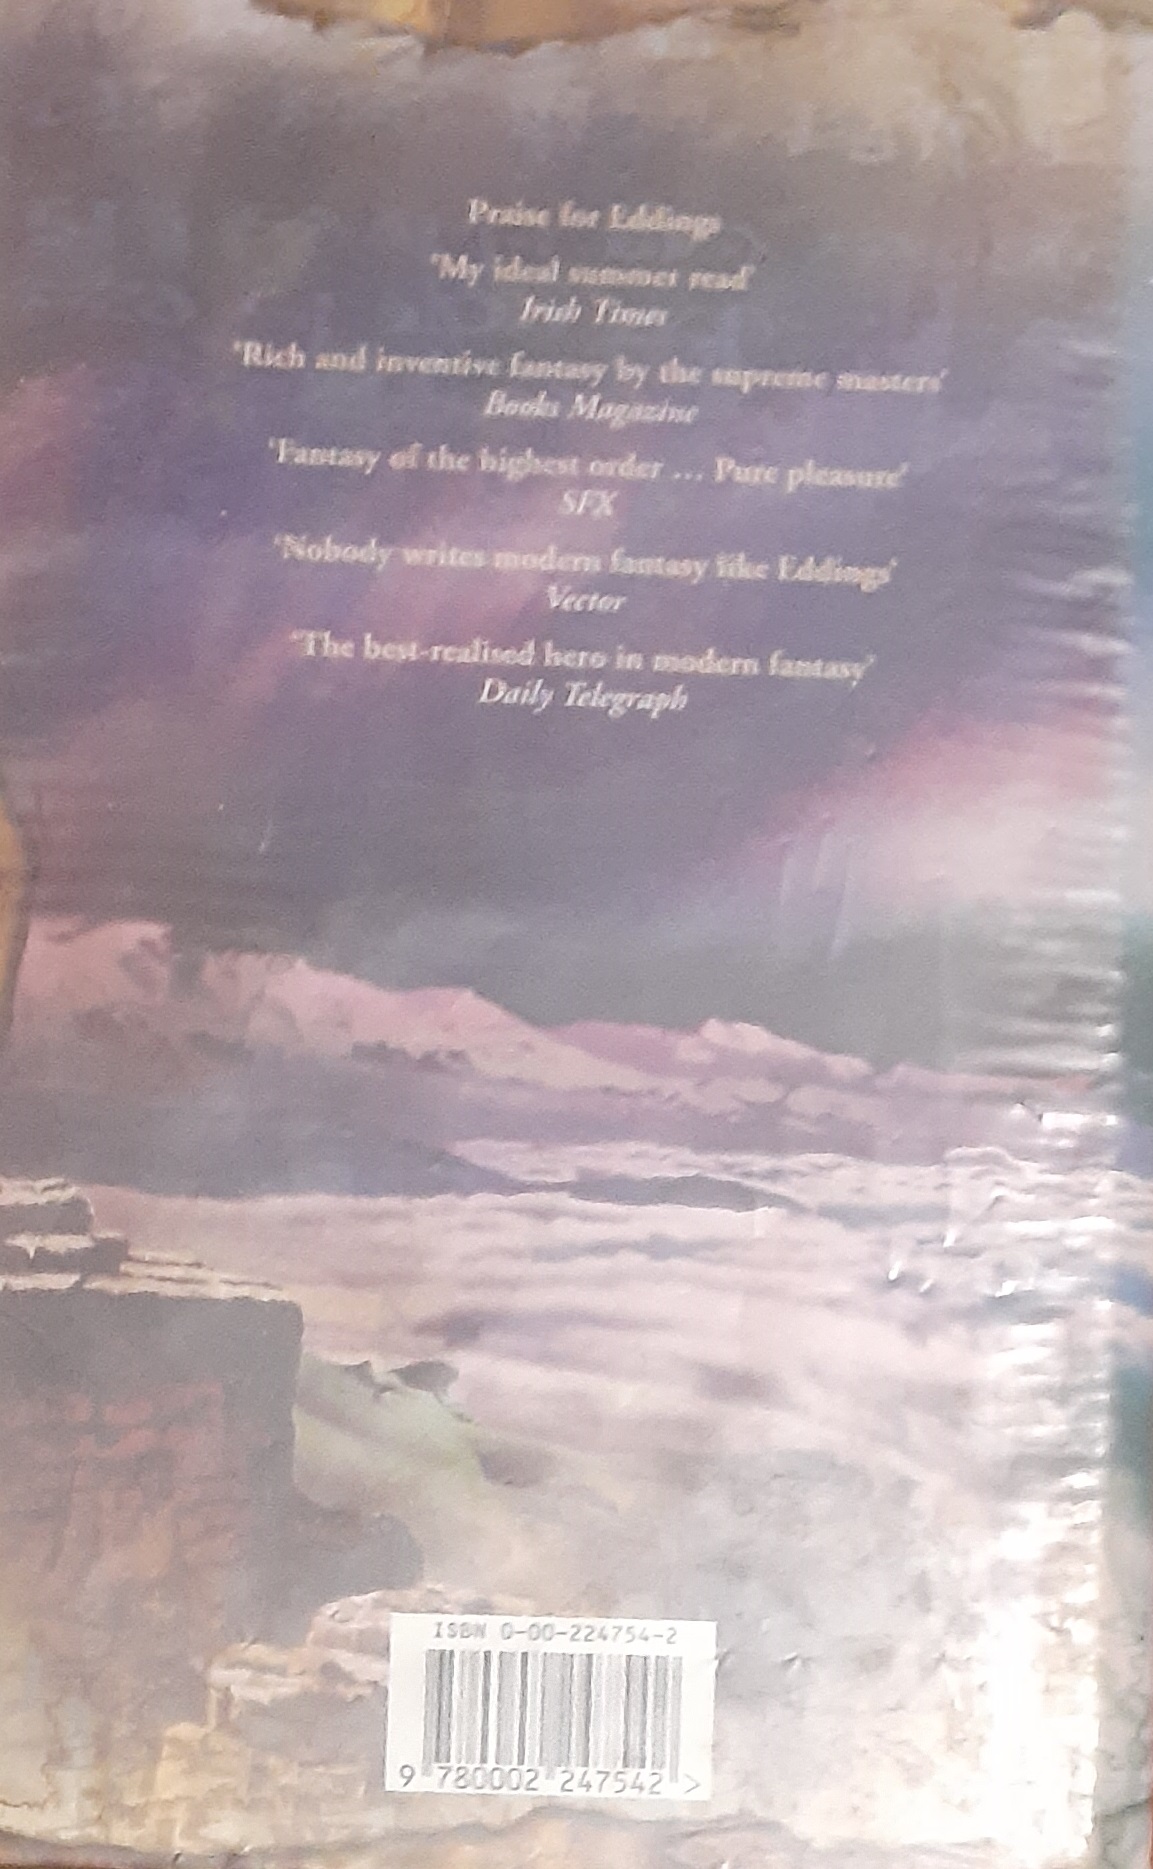 Praise for Eddings
'My ideal summer read'
Irish Times
'Rich and inventive fantasy by the supreme masters'
Books Magazine
'Fantasy of the highest order ... Pure pleasure'
SFX
'Nobody writes modern fantasy like Eddings'
Vector
'The best-realised hero in modern fantasy'
Daily Telegraph
ISBN 0-00-224754-2
9 780002 247542 >